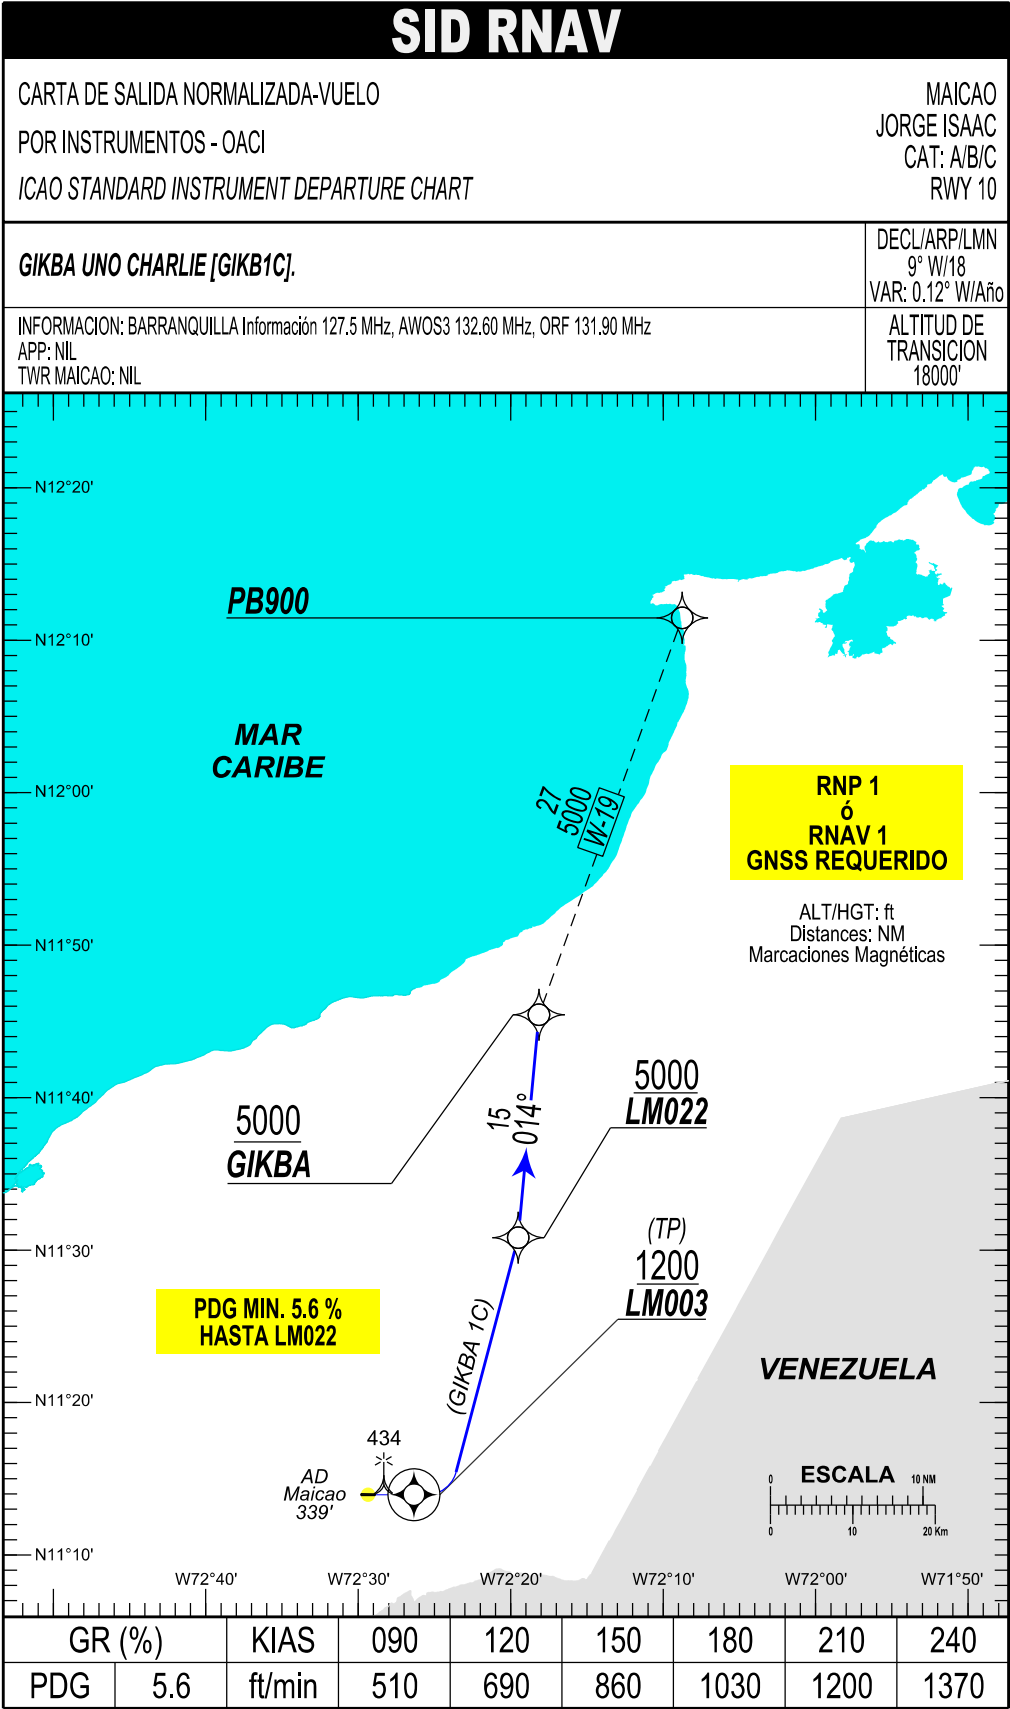 SID RNAV
CARTA DE SALIDA NORMALIZADA-VUELO
POR INSTRUMENTOS - OACI
ICAO STANDARD INSTRUMENT DEPARTURE CHART
MAICAO
JORGE ISAAC
CAT: A/B/C
RWY 10
GIKBA UNO CHARLIE [GIKB1C].
DECL/ARP/LMN
9° W/18
VAR: 0.12° W/Año
INFORMACION: BARRANQUILLA Información 127.5 MHz, AWOS3 132.60 MHz, ORF 131.90 MHz
APP: NIL
TWR MAICAO: NIL
ALTITUD DE
TRANSICION
18000'
N12°20'
PB900
N12°10'
MAR
CARIBE
N12°00'
27
5000
W-19
RNP 1
ó
RNAV 1
GNSS REQUERIDO
ALT/HGT: ft
Distances: NM
Marcaciones Magnéticas
N11°50'
N11°40'
5000
GIKBA
15
014°
5000
LM022
N11°30'
(TP)
1200
LM003
PDG MIN. 5.6 %
HASTA LM022
(GIKBA 1C)
VENEZUELA
N11°20'
434
AD
Maicao
339'
ESCALA
0
10 NM
0
10
20 Km
N11°10'
W72°40'
W72°30'
W72°20'
W72°10'
W72°00'
W71°50'
GR (%) KIAS 090 120 150 180 210 240
PDG 5.6 ft/min 510 690 860 1030 1200 1370